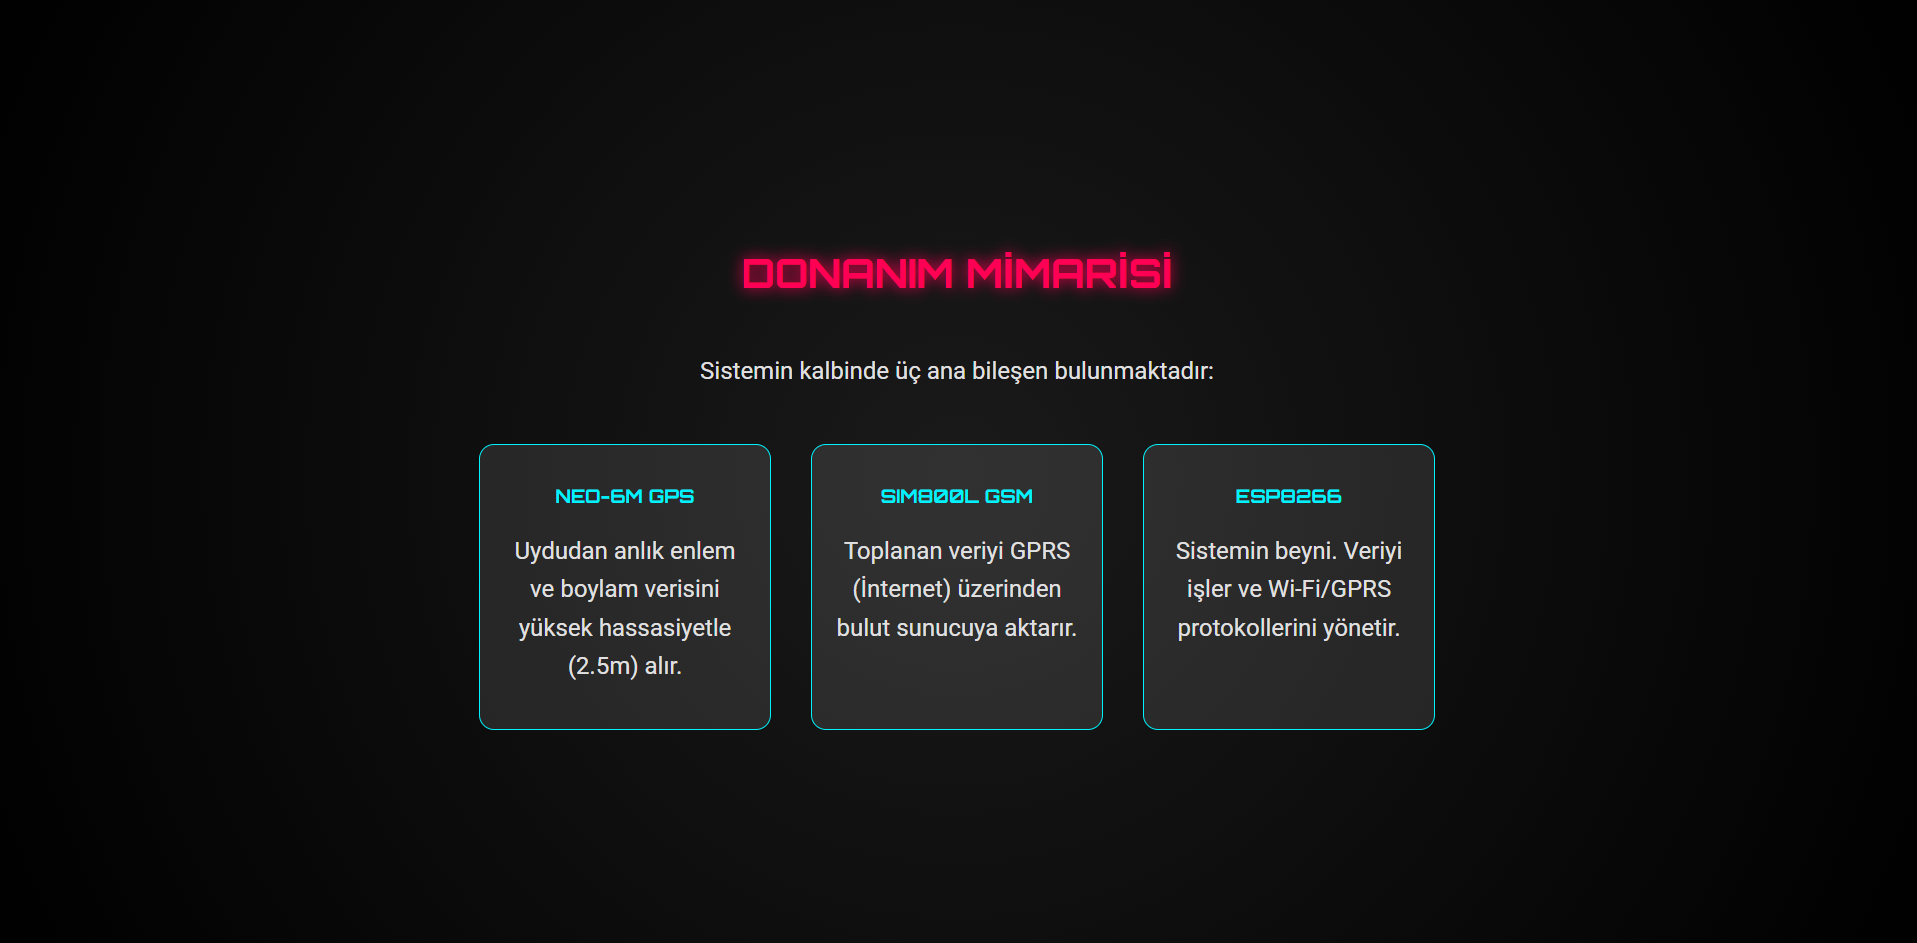 DONANIM MİMARİSİ
Sistemin kalbinde üç ana bileşen bulunmaktadır:
NEO-6M GPS
Uydudan anlık enlem
ve boylam verisini
yüksek hassasiyetle
(2.5m) alır.
SIM800L GSM
Toplanan veriyi GPRS
(İnternet) üzerinden
bulut sunucuya aktarır.
ESP8266
Sistemin beyni. Veriyi
işler ve Wi-Fi/GPRS
protokollerini yönetir.